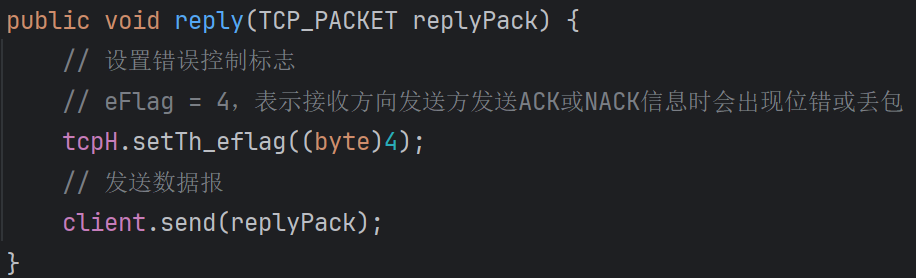 public void reply(TCP_PACKET replyPack) {
// 设置错误控制标志
// eFlag = 4，表示接收方向发送方发送ACK或NACK信息时会出现位错或丢包
tcpH.setTh_eflag((byte)4);
// 发送数据报
client.send(replyPack);
}